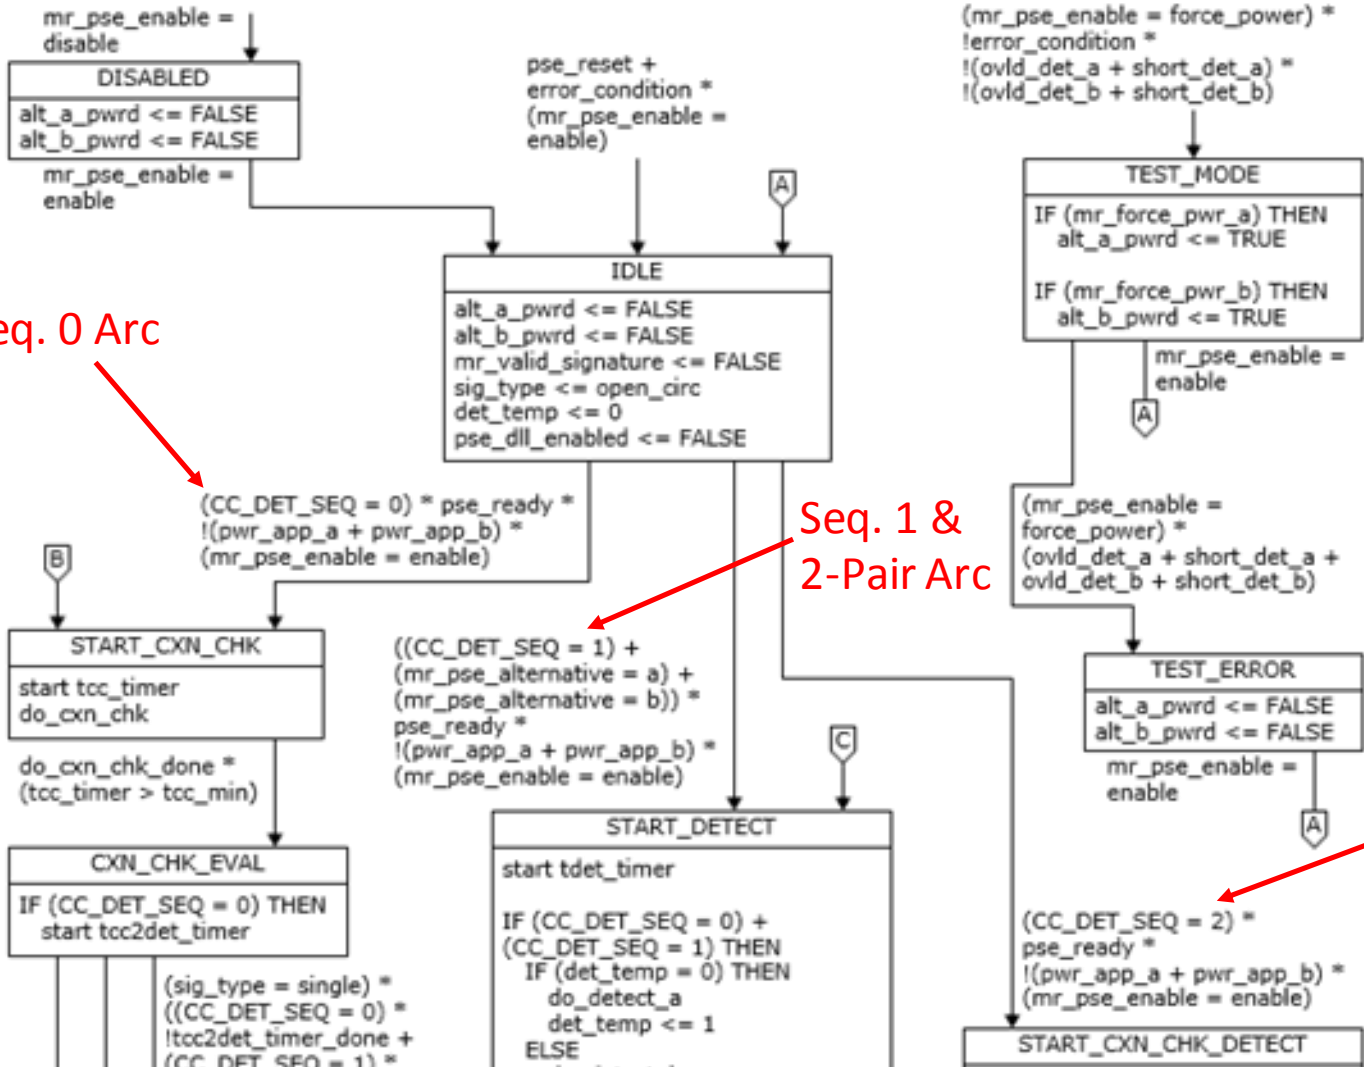 mr_pse_enable =
disable
DISABLED
alt_a_pwrd <= FALSE
alt_b_pwrd <= FALSE
mr_pse_enable =
enable
pse_reset +
error_condition *
(mr_pse_enable =
enable)
A
(mr_pse_enable = force_power) *
!error_condition *
!(ovld_det_a + short_det_a) *
!(ovld_det_b + short_det_b)
TEST_MODE
IF (mr_force_pwr_a) THEN
alt_a_pwrd <= TRUE
IF (mr_force_pwr_b) THEN
alt_b_pwrd <= TRUE
mr_pse_enable =
enable
A
IDLE
alt_a_pwrd <= FALSE
alt_b_pwrd <= FALSE
mr_valid_signature <= FALSE
sig_type <= open_circ
det_temp <= 0
pse_dll_enabled <= FALSE
eq. 0 Arc
(CC_DET_SEQ = 0) * pse_ready *
!(pwr_app_a + pwr_app_b) *
(mr_pse_enable = enable)
B
START_CXN_CHK
start tcc_timer
do_cxn_chk
do_cxn_chk_done *
(tcc_timer > tcc_min)
CXN_CHK_EVAL
IF (CC_DET_SEQ = 0) THEN
start tcc2det_timer
(sig_type = single) *
((CC_DET_SEQ = 0) *
!tcc2det_timer_done +
(CC_DET_SEQ = 1) *
Seq. 1 &
2-Pair Arc
((CC_DET_SEQ = 1) +
(mr_pse_alternative = a) +
(mr_pse_alternative = b)) *
pse_ready *
!(pwr_app_a + pwr_app_b) *
(mr_pse_enable = enable)
C
START_DETECT
start tdet_timer
IF (CC_DET_SEQ = 0) +
(CC_DET_SEQ = 1) THEN
IF (det_temp = 0) THEN
do_detect_a
det_temp <= 1
ELSE
(mr_pse_enable =
force_power) *
(ovld_det_a + short_det_a +
ovld_det_b + short_det_b)
TEST_ERROR
alt_a_pwrd <= FALSE
alt_b_pwrd <= FALSE
mr_pse_enable =
enable
A
(CC_DET_SEQ = 2) *
pse_ready *
!(pwr_app_a + pwr_app_b) *
(mr_pse_enable = enable)
START_CXN_CHK_DETECT